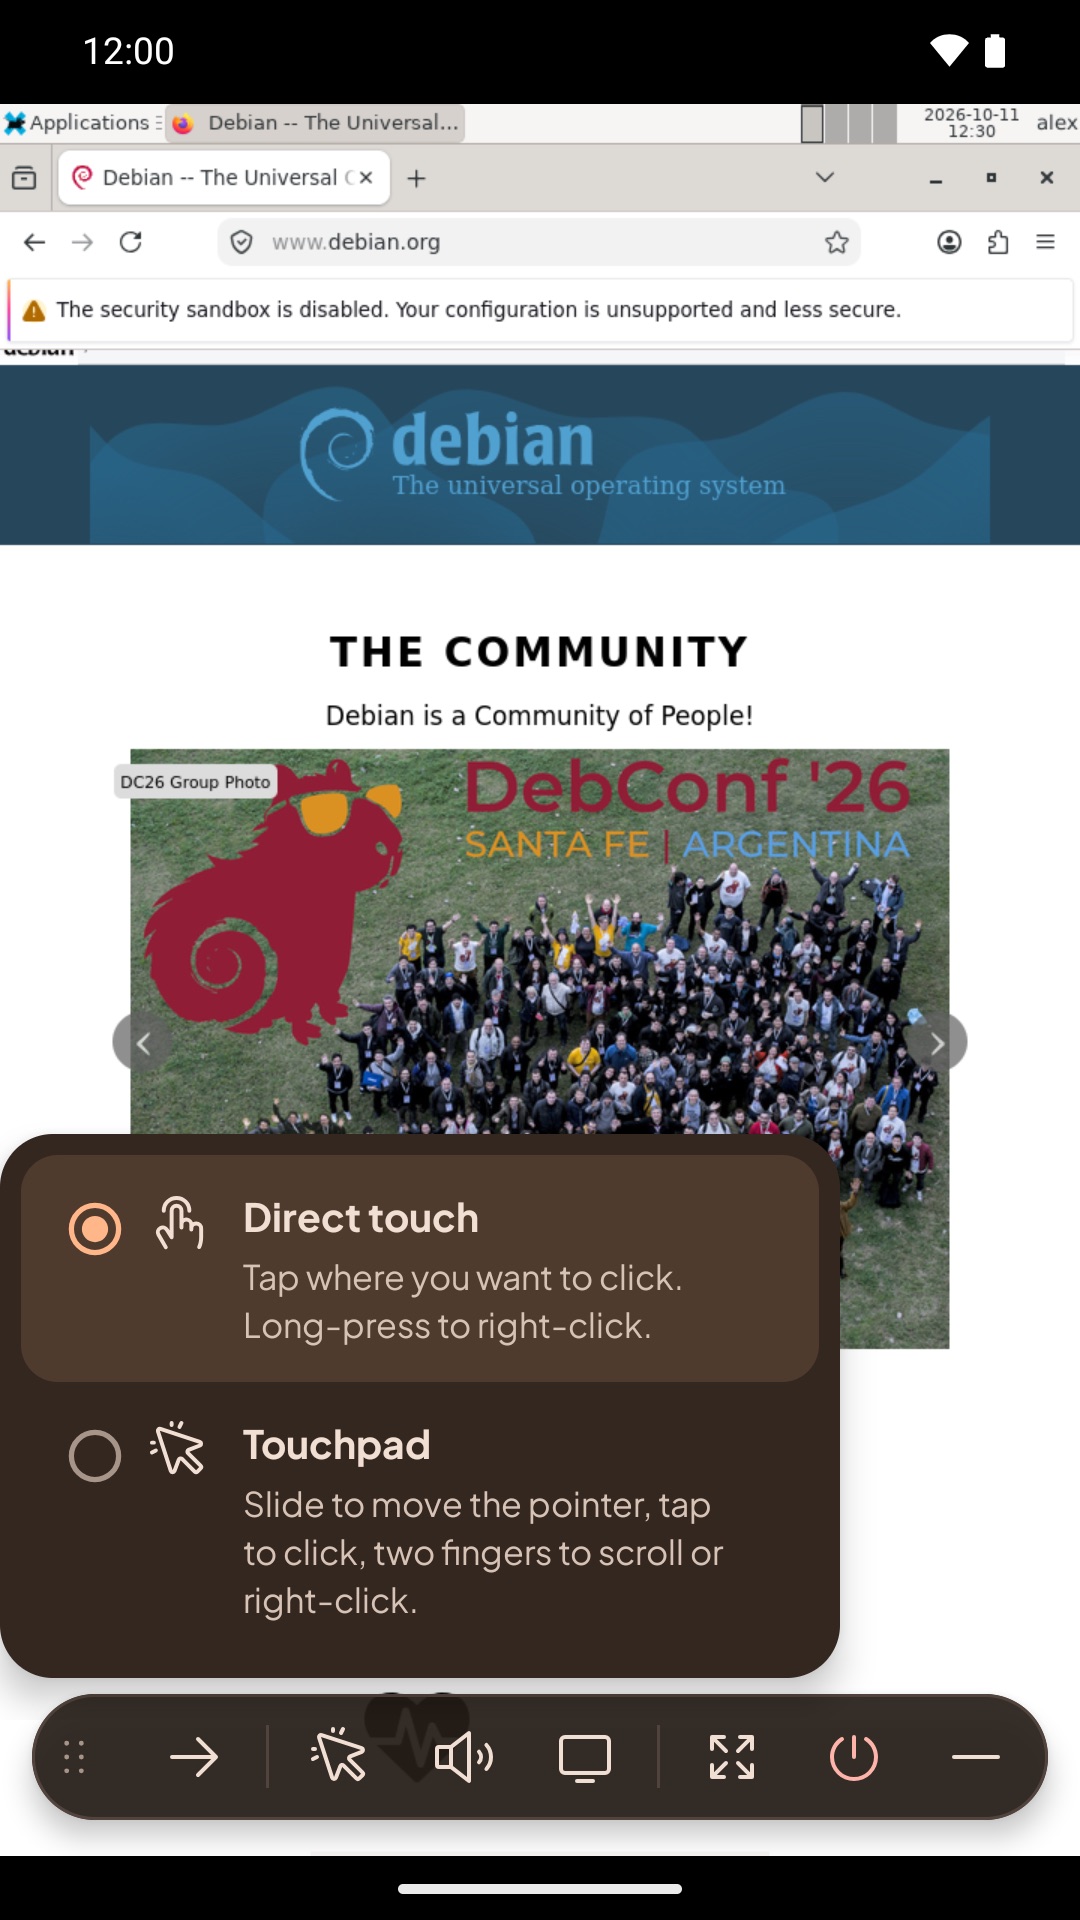 12:00
Applications
Debian -- The Universal...
2026-10-11
12:30
alex
Debian -- The Universal
www.debian.org
The security sandbox is disabled. Your configuration is unsupported and less secure.
debian
debian
The universal operating system
THE COMMUNITY
Debian is a Community of People!
DC26 Group Photo
DebConf '26
SANTA FE | ARGENTINA
Direct touch
Tap where you want to click.
Long-press to right-click.
Touchpad
Slide to move the pointer, tap
to click, two fingers to scroll or
right-click.